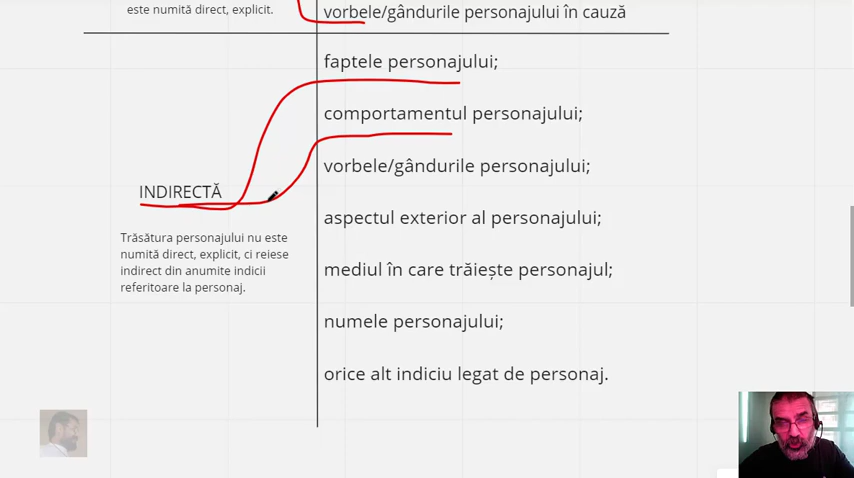 este numită direct, explicit.
vorbele/gândurile personajului în cauză
faptele personajului;
comportamentul personajului;
vorbele/gândurile personajului;
INDIRECTĂ
aspectul exterior al personajului;
Trăsătura personajului nu este
numită direct, explicit, ci reiese
indirect din anumite indicii
referitoare la personaj.
mediul în care trăiește personajul;
numele personajului;
orice alt indiciu legat de personaj.